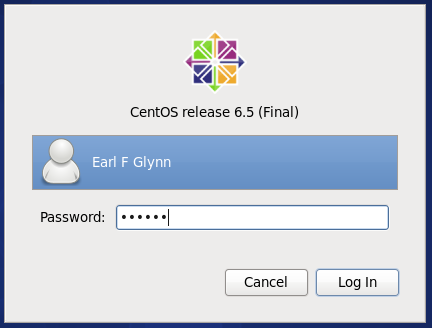 CentOS release 6.5 (Final)
Earl F Glynn
Password: ••••••
Cancel Log In